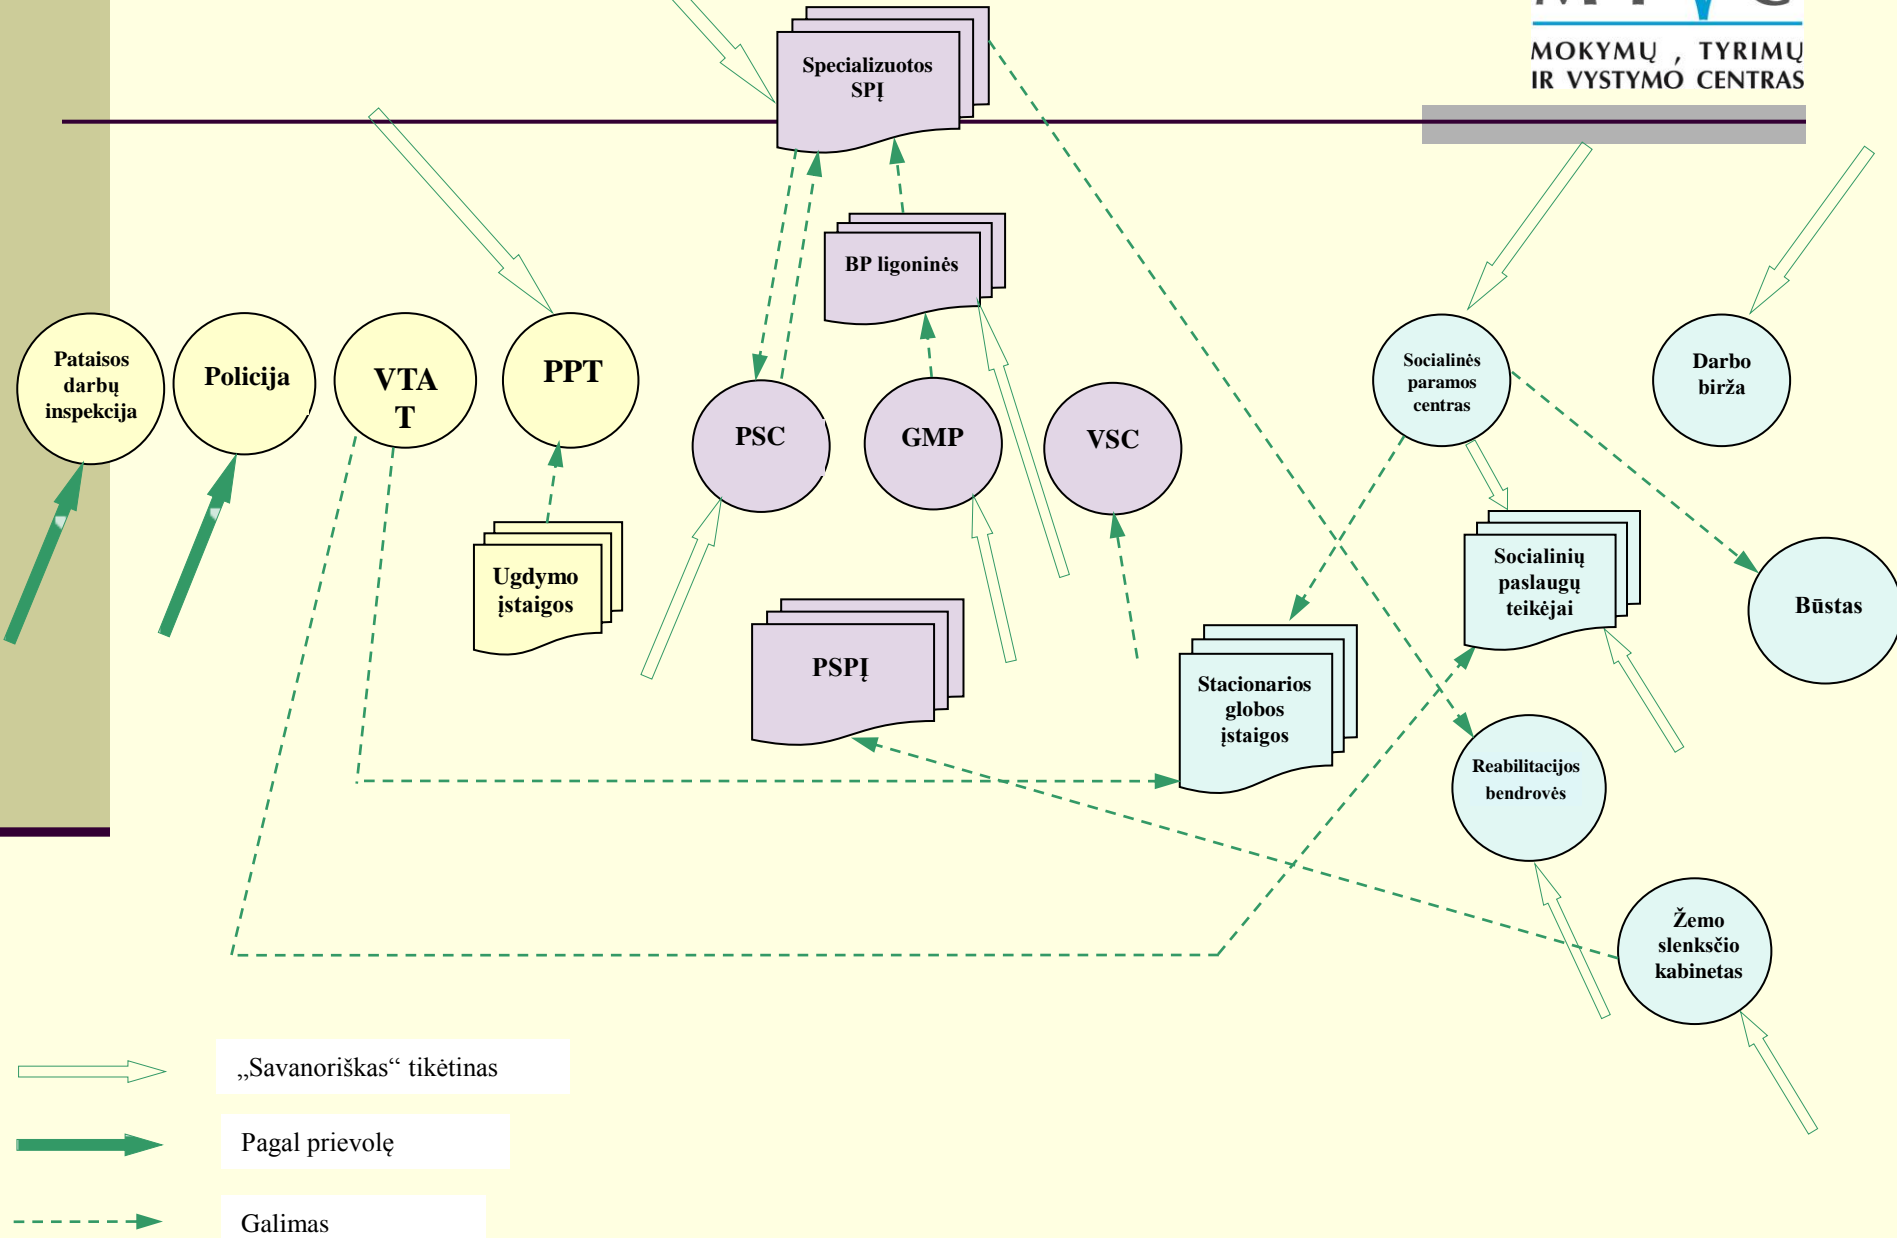 MOKYMŲ , TYRIMŲ
IR VYSTYMO CENTRAS
Specializuotos
SPĮ
BP ligoninės
Pataisos
darbų
inspekcija
Policija
VTA
T
PPT
PSC
GMP
VSC
Socialinės
paramos
centras
Darbo
birža
Ugdymo
įstaigos
PSPĮ
Stacionarios
globos
įstaigos
Socialinių
paslaugų
teikėjai
Būstas
Reabilitacijos
bendrovės
Žemo
slenksčio
kabinetas
„Savanoriškas“ tikėtinas
Pagal prievolę
Galimas